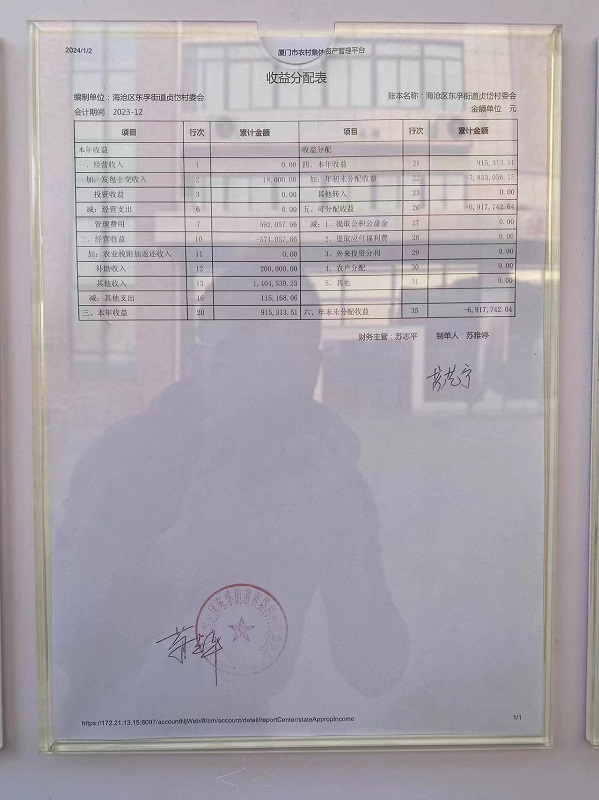 2024/1/2 厦门市农村集体资产管理平台
收益分配表
编制单位：海沧区东孚街道贞岱村委会 账本名称：海沧区东孚街道贞岱村委会
会计期间：2023-12 金额单位 元
项目 行次 累计金额 项目 行次 累计金额
本年收益 收益分配
一、经营收入 1 0.00 四、本年收益 21 915,313.51
加：发包上交收入 2 18,000.00 加：年初未分配收益 22 -7,833,056.15
投资收益 3 0.00 其他转入 23 0.00
减：经营支出 6 0.00 五、可分配收益 26 -6,917,742.64
管理费用 7 592,057.66 减：1、提取公积公益金 27 0.00
二、经营收益 10 -574,057.66 2、提取应付福利费 28 0.00
加：农业税附加返还收入 11 0.00 3、外来投资分利 29 0.00
补助收入 12 200,000.00 4、农户分配 30 0.00
其他收入 13 1,404,539.23 5、其他 31 0.00
减：其他支出 16 115,168.06
三、本年收益 20 915,313.51 六、年末未分配收益 35 -6,917,742.64
财务主管：苏志平 制单人：苏雅婷
https://172.21.13.15:8097/accountNjWeb/#/sm/account/detail/reportCenter/stateAppropIncome 1/1